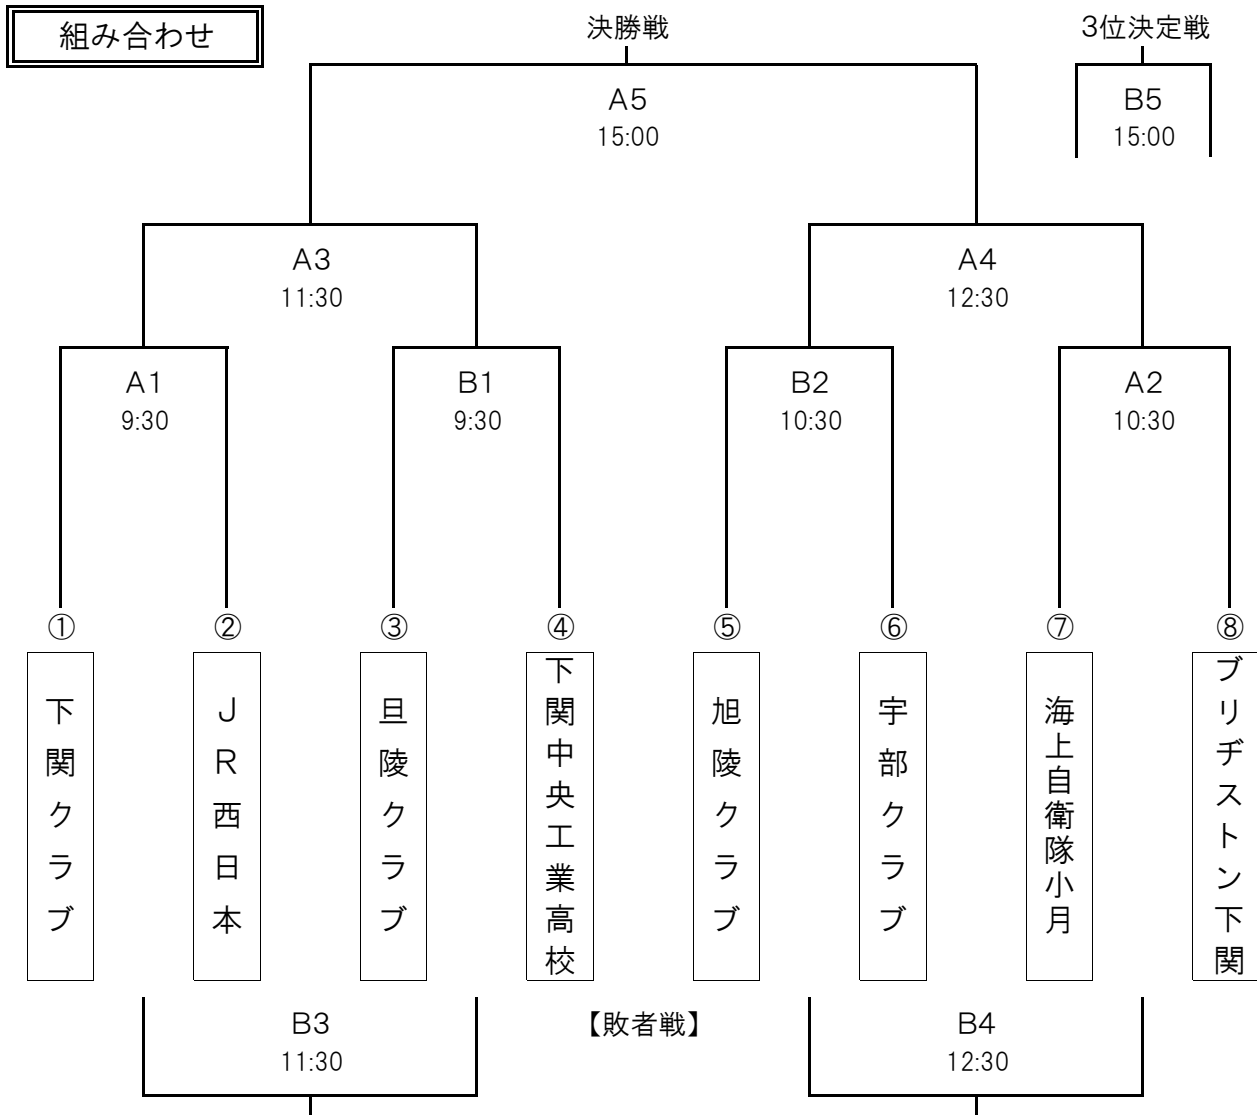 組み合わせ
決勝戦
3位決定戦
A5
15:00
B5
15:00
A3
11:30
A4
12:30
A1
9:30
B1
9:30
B2
10:30
A2
10:30
①
②
③
④
⑤
⑥
⑦
⑧
下関クラブ
JR西日本
旦陵クラブ
下関中央工業高校
旭陵クラブ
宇部クラブ
海上自衛隊小月
ブリヂストン下関
B3
11:30
【敗者戦】
B4
12:30